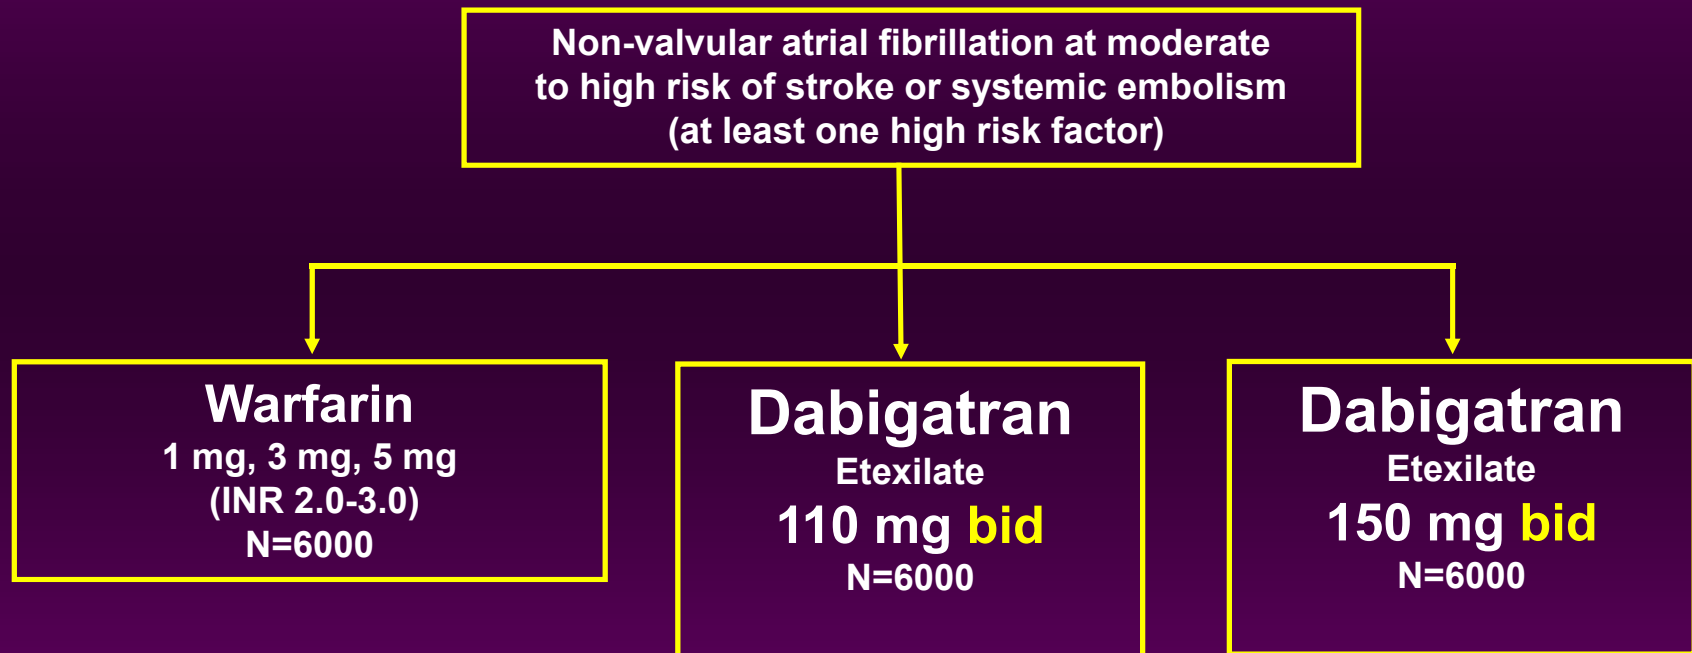 Non-valvular atrial fibrillation at moderate
to high risk of stroke or systemic embolism
(at least one high risk factor)
Warfarin
1 mg, 3 mg, 5 mg
(INR 2.0-3.0)
N=6000
Dabigatran
Etexilate
110 mg bid
N=6000
Dabigatran
Etexilate
150 mg bid
N=6000